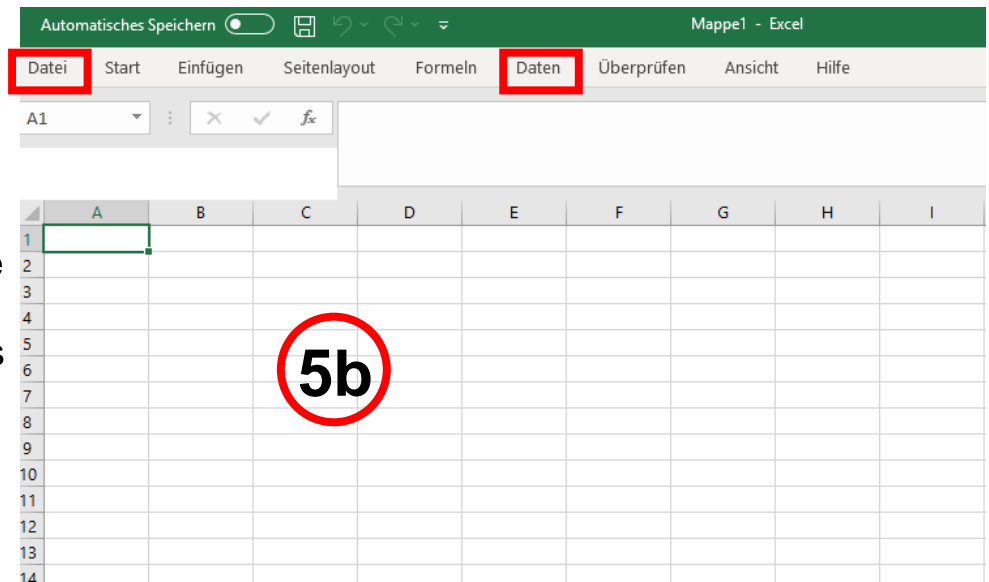 Automatisches Speichern Mappe1 - Excel
Datei Start Einfügen Seitenlayout Formeln Daten Überprüfen Ansicht Hilfe
A1 fx
A B C D E F G H I
1
e 2
3
4
s 5
6
7
8
9
10
11
12
13
14
5b